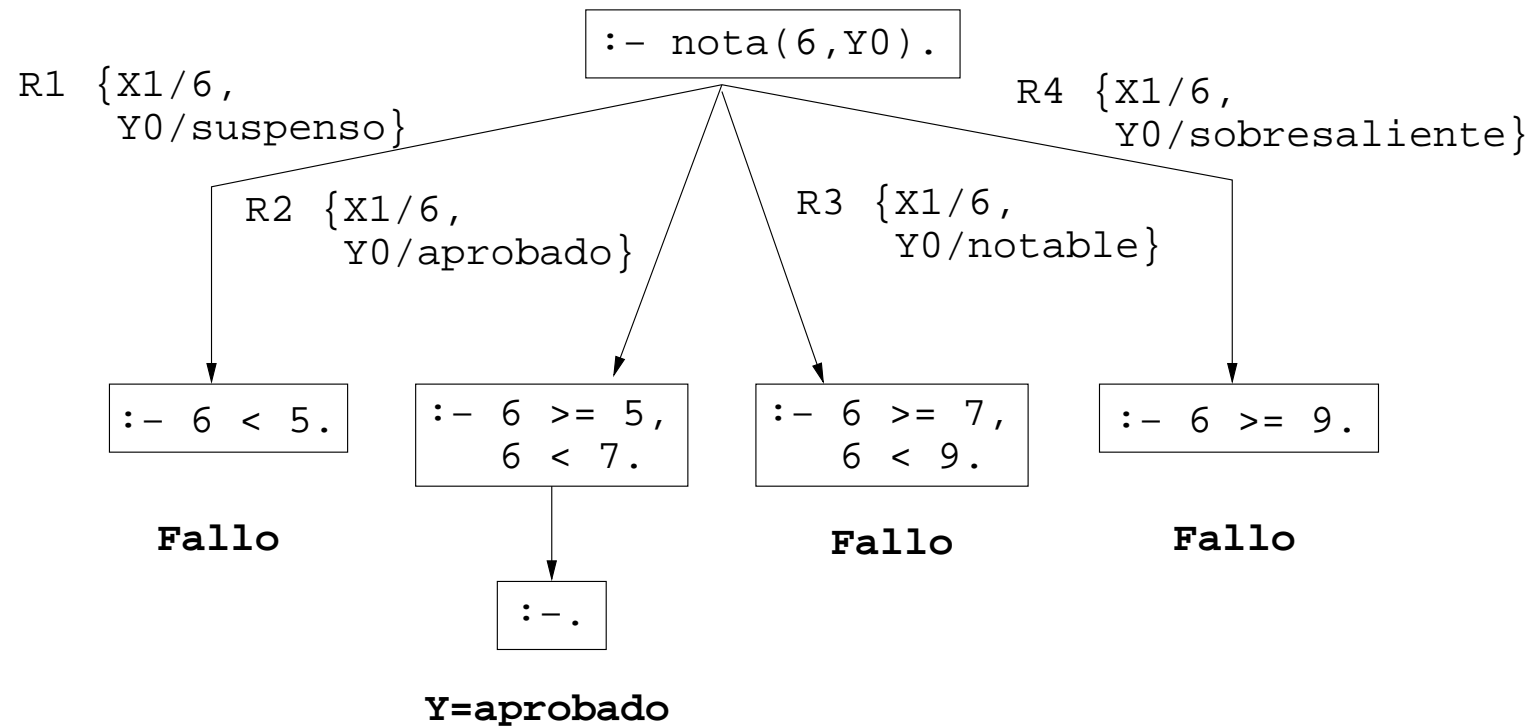 :- nota(6,Y0).
R1 {X1/6,
Y0/suspenso}
R4 {X1/6,
Y0/sobresaliente}
R2 {X1/6,
Y0/aprobado}
R3 {X1/6,
Y0/notable}
:- 6 < 5.
:- 6 >= 5,
6 < 7.
:- 6 >= 7,
6 < 9.
:- 6 >= 9.
Fallo
Fallo
Fallo
:-.
Y=aprobado